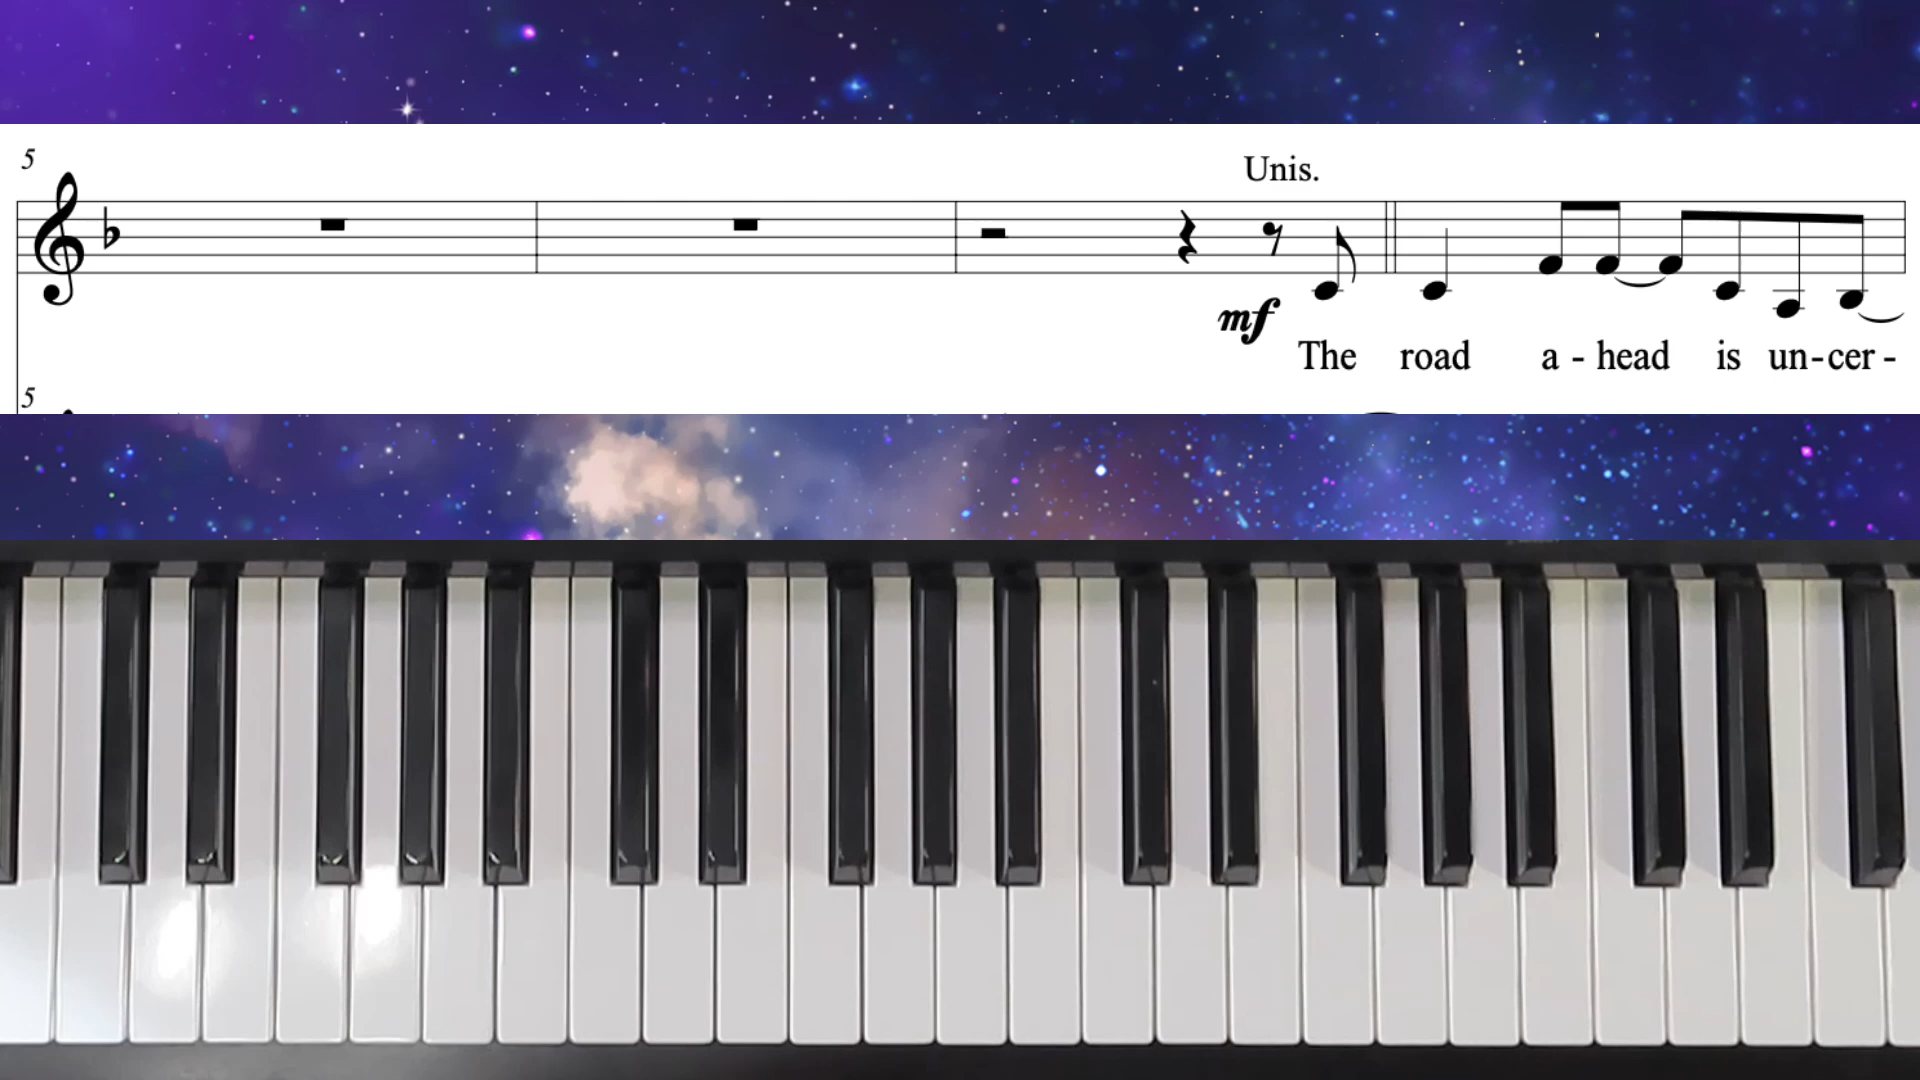 5
Unis.
mf
The road a - head is un - cer -
5